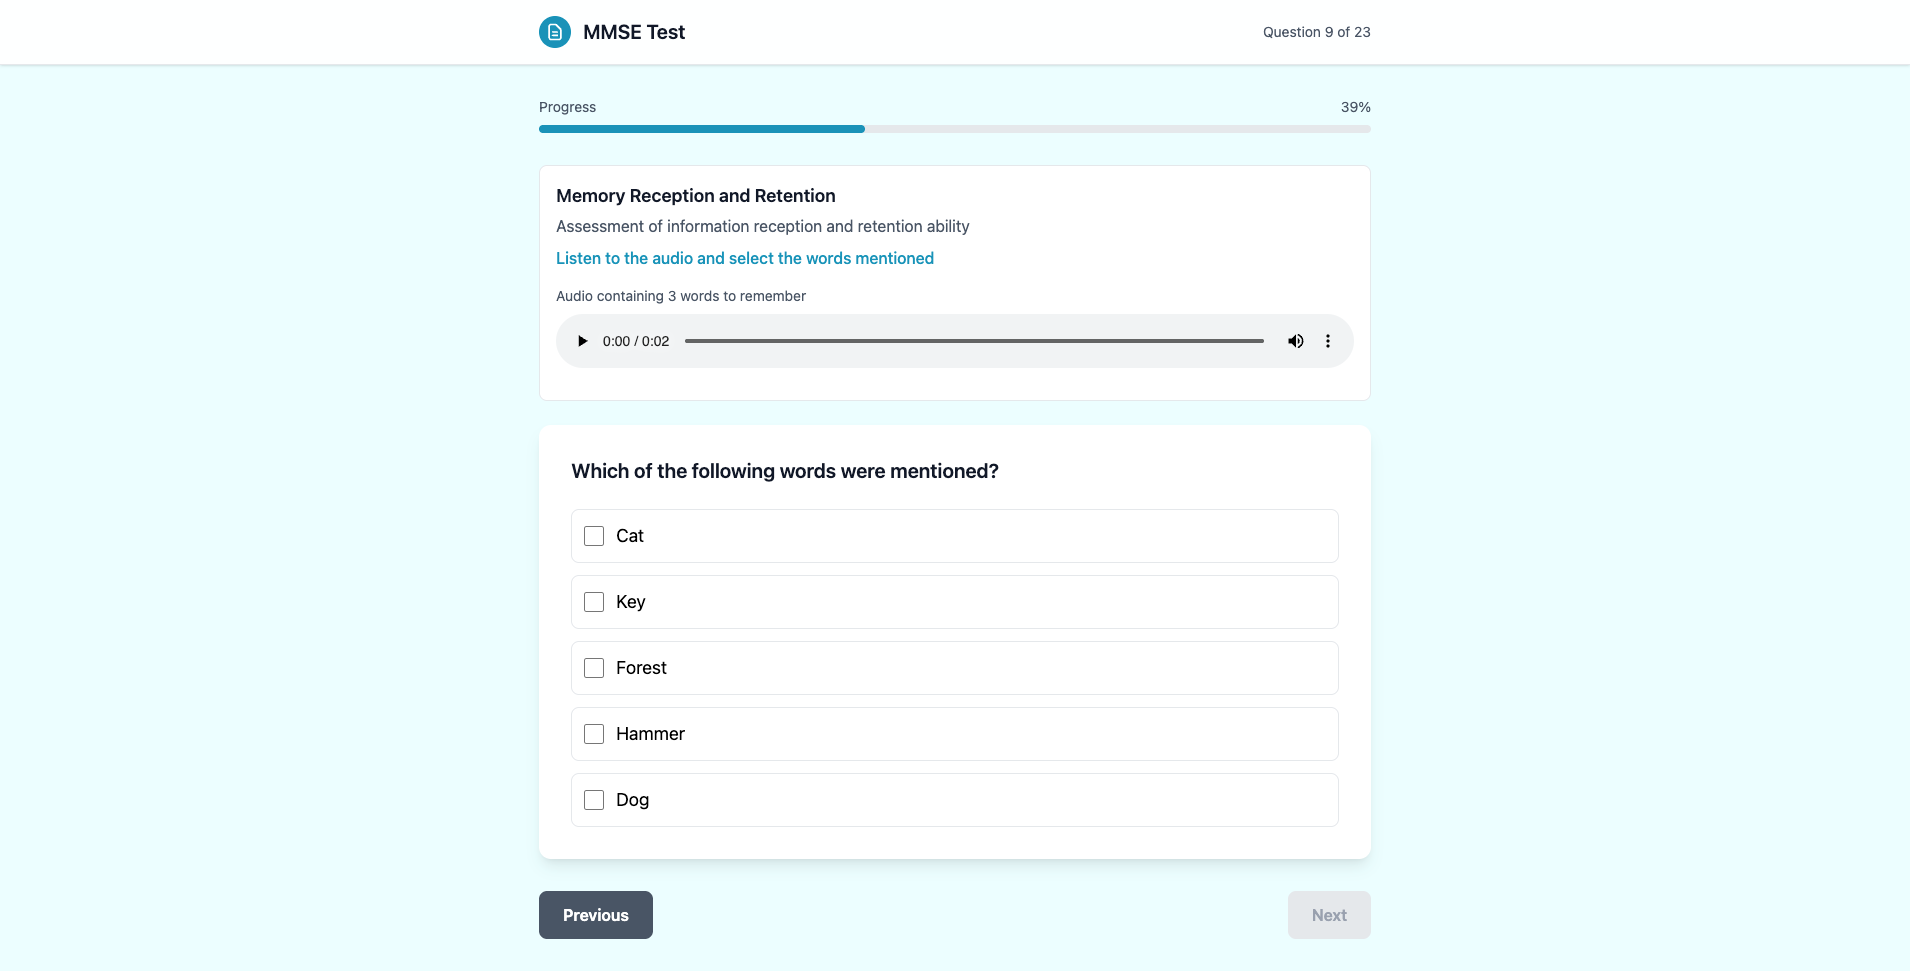 MMSE Test
Question 9 of 23
Progress
39%
Memory Reception and Retention
Assessment of information reception and retention ability
Listen to the audio and select the words mentioned
Audio containing 3 words to remember
0:00 / 0:02
Which of the following words were mentioned?
Cat
Key
Forest
Hammer
Dog
Previous
Next